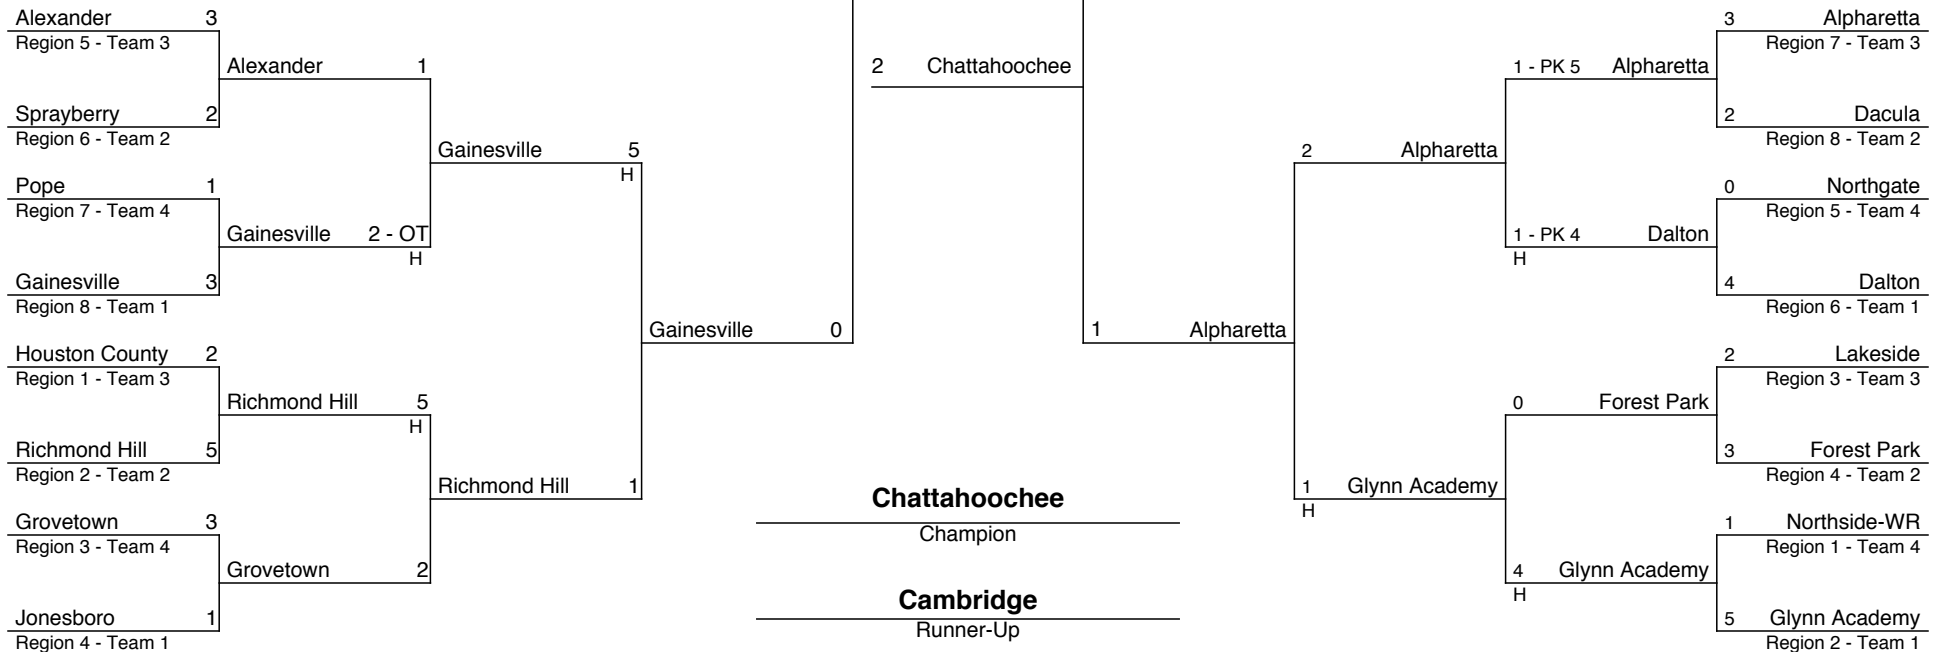 Alexander 3
Region 5 - Team 3
Alexander 1
Sprayberry 2
Region 6 - Team 2
Gainesville 5
H
Pope 1
Region 7 - Team 4
Gainesville 2 - OT
H
Gainesville 3
Region 8 - Team 1
Gainesville 0
Houston County 2
Region 1 - Team 3
Richmond Hill 5
H
Richmond Hill 5
Region 2 - Team 2
Richmond Hill 1
Grovetown 3
Region 3 - Team 4
Grovetown 2
Jonesboro 1
Region 4 - Team 1
2 Chattahoochee
Chattahoochee
Champion
Cambridge
Runner-Up
3 Alpharetta
Region 7 - Team 3
1 - PK 5 Alpharetta
2 Dacula
Region 8 - Team 2
2 Alpharetta
0 Northgate
Region 5 - Team 4
1 - PK 4 Dalton
H
4 Dalton
Region 6 - Team 1
1 Alpharetta
2 Lakeside
Region 3 - Team 3
0 Forest Park
3 Forest Park
Region 4 - Team 2
1 Glynn Academy
H
1 Northside-WR
Region 1 - Team 4
4 Glynn Academy
H
5 Glynn Academy
Region 2 - Team 1